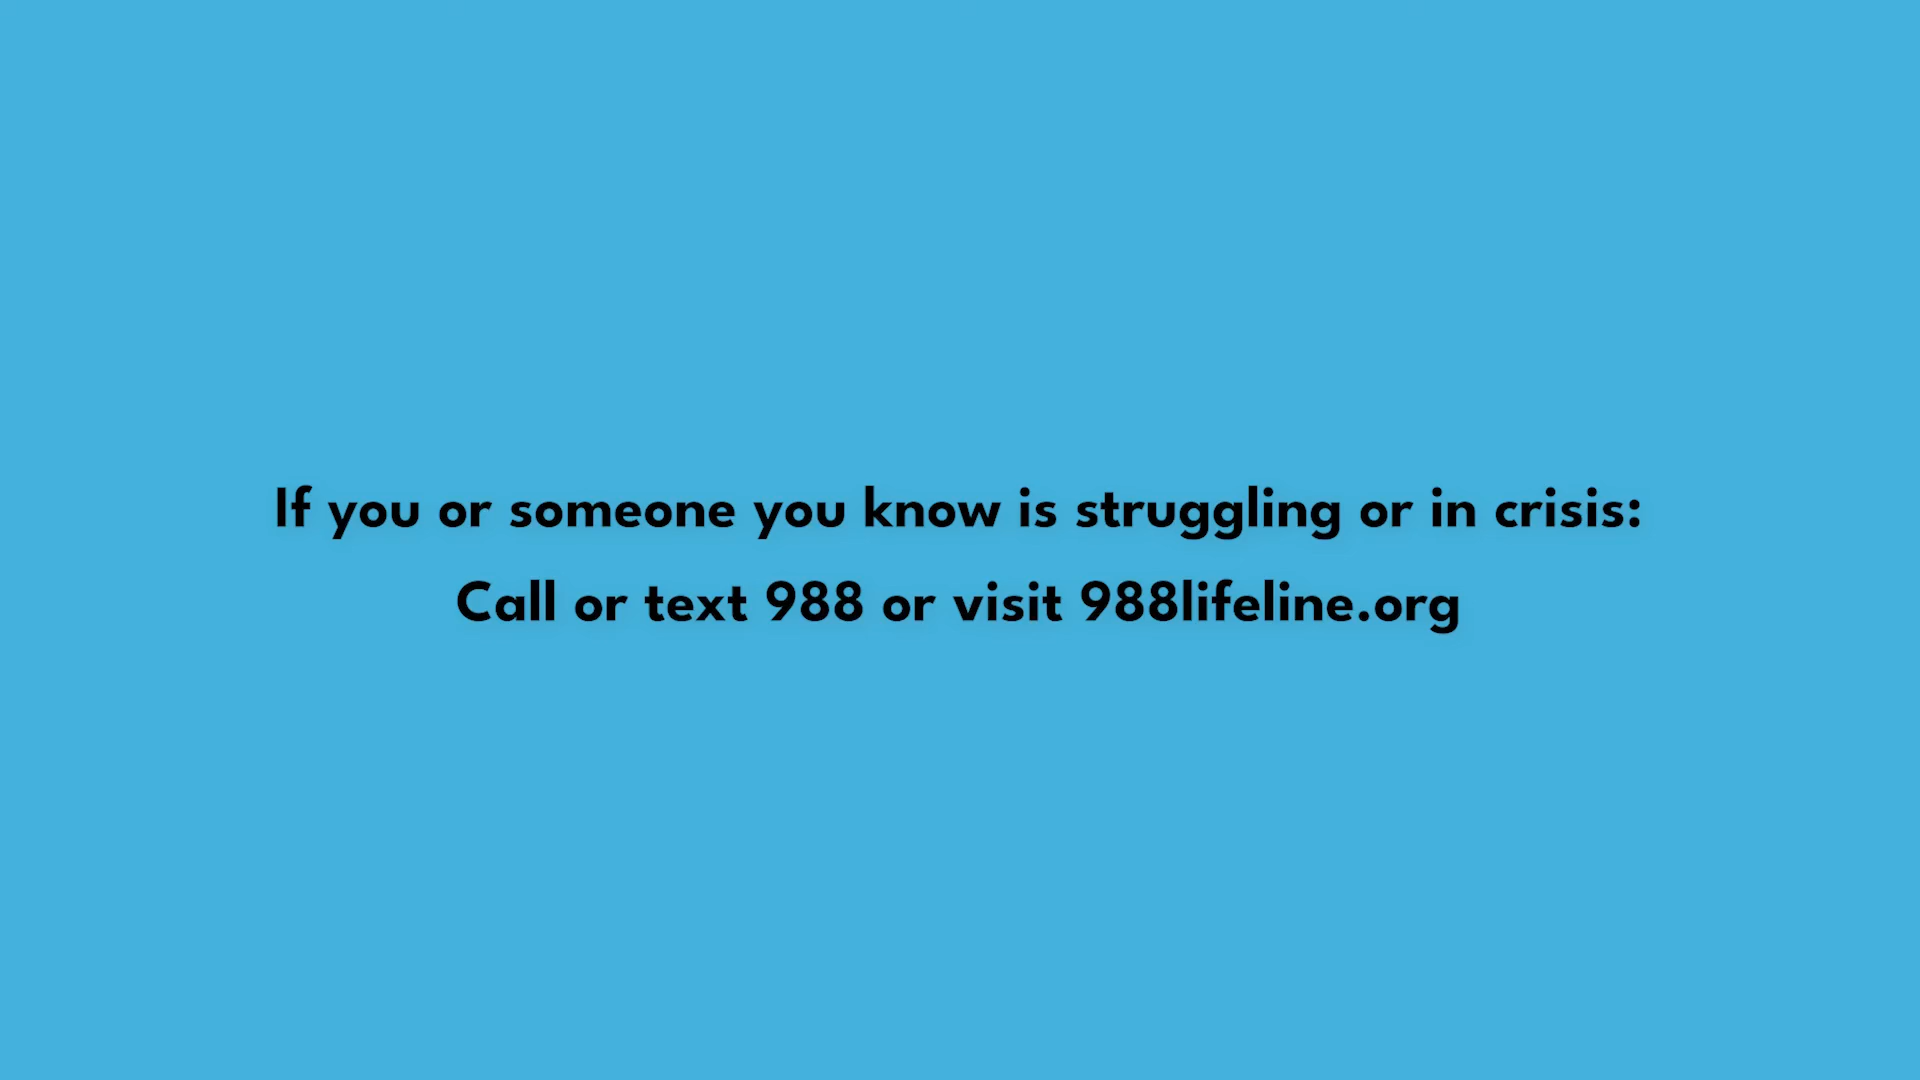 If you or someone you know is struggling or in crisis:
Call or text 988 or visit 988lifeline.org